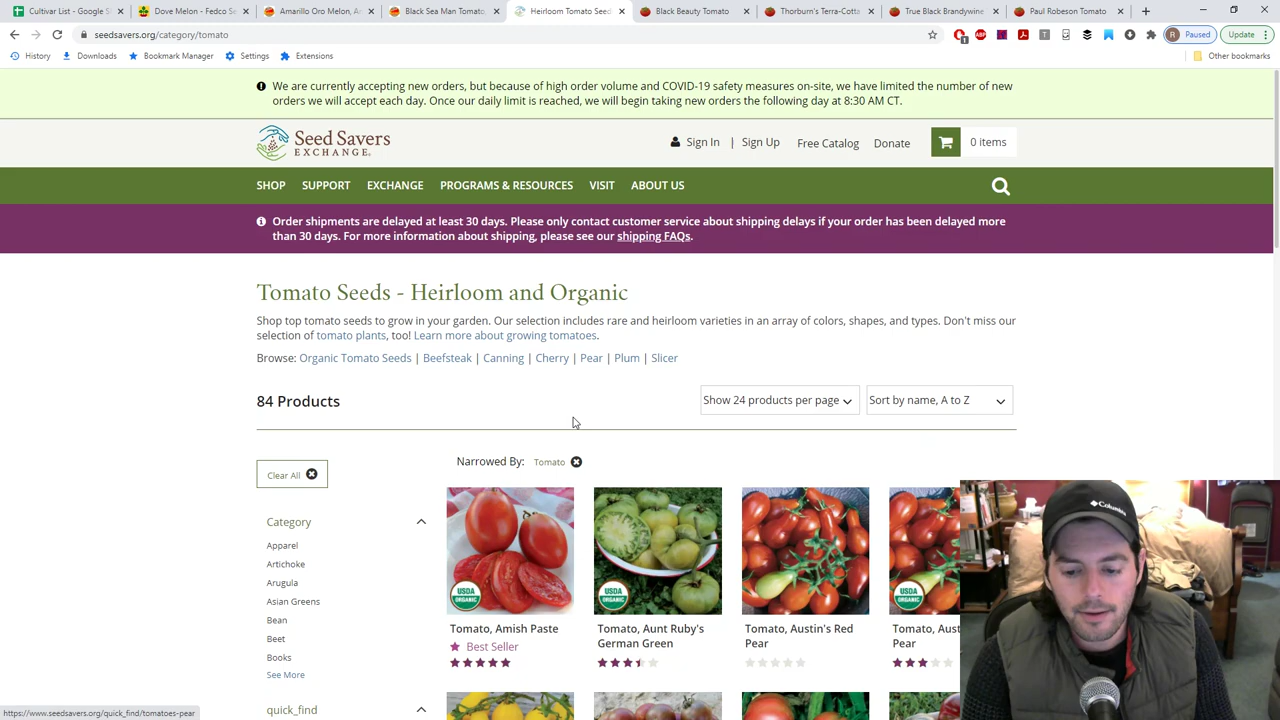 Cultivar List - Google S
Dove Melon - Fedco Se
Amarillo Oro Melon, An
Black Sea Man Tomato,
Heirloom Tomato Seed
Black Beauty Tomato
Thorburn's Terra-Cotta
True Black Brandywine
Paul Robeson Tomato
seedsavers.org/category/tomato
Paused
Update
History
Downloads
Bookmark Manager
Settings
Extensions
Other bookmarks
We are currently accepting new orders, but because of high order volume and COVID-19 safety measures on-site, we have limited the number of new
orders we will accept each day. Once our daily limit is reached, we will begin taking new orders the following day at 8:30 AM CT.
Seed Savers
EXCHANGE
Sign In | Sign Up Free Catalog Donate 0 items
SHOP SUPPORT EXCHANGE PROGRAMS & RESOURCES VISIT ABOUT US
Order shipments are delayed at least 30 days. Please only contact customer service about shipping delays if your order has been delayed more
than 30 days. For more information about shipping, please see our shipping FAQs.
Tomato Seeds - Heirloom and Organic
Shop top tomato seeds to grow in your garden. Our selection includes rare and heirloom varieties in an array of colors, shapes, and types. Don't miss our
selection of tomato plants, too! Learn more about growing tomatoes.
Browse: Organic Tomato Seeds | Beefsteak | Canning | Cherry | Pear | Plum | Slicer
84 Products
Show 24 products per page
Sort by name, A to Z
Narrowed By: Tomato
Clear All
Category
Apparel
Artichoke
Arugula
Asian Greens
Bean
Beet
Books
See More
quick_find
USDA
ORGANIC
Tomato, Amish Paste
Best Seller
USDA
ORGANIC
Tomato, Aunt Ruby's
German Green
Tomato, Austin's Red
Pear
USDA
ORGANIC
Tomato, Aus
Pear
Columbia
https://www.seedsavers.org/quick_find/tomatoes-pear